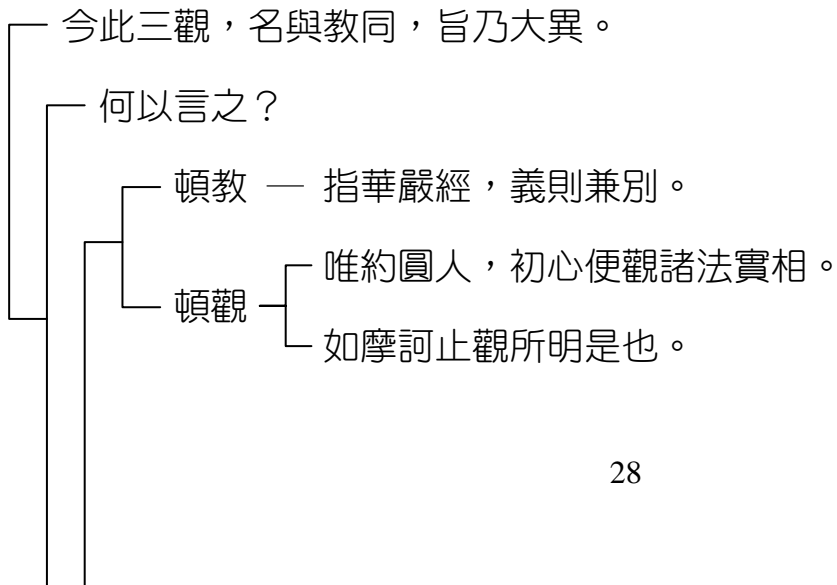 今此三觀，名與教同，旨乃大異。
何以言之？
頓教 — 指華嚴經，義則兼別。
唯約圓人，初心便觀諸法實相。
頓觀
如摩訶止觀所明是也。
28